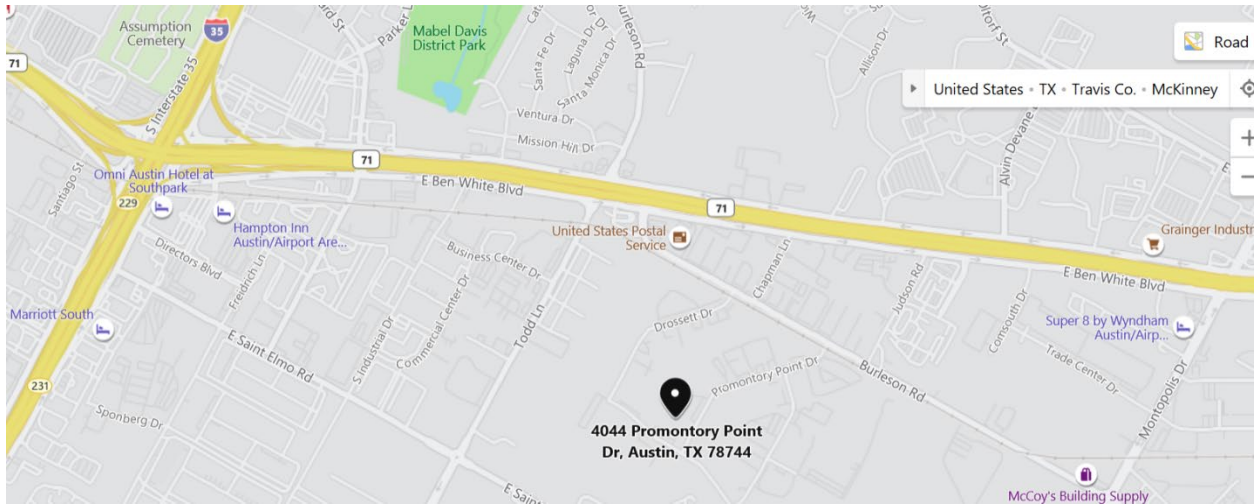 Assumption
Cemetery
35
71
S Interstate 35
Parker L
Mabel Davis
District Park
Santa Fe Dr
Laguna Dr
Santa Monica Dr
Burleson Rd
Allison Dr
Road
United States • TX • Travis Co. • McKinney
Ventura Dr
Mission Hill Dr
Alvin Devane
71
E Ben White Blvd
71
Santiago St
Omni Austin Hotel at
Southpark
229
Hampton Inn
Austin/Airport Are...
United States Postal
Service
Grainger Industr
E Ben White Blvd
Directors Blvd
Freidrich Ln
Business Center Dr
Chapman Ln
Judson Rd
Marriott South
S Industrial Dr
Commercial Center Dr
Todd Ln
Drossett Dr
Comsouth Dr
Super 8 by Wyndham
Austin/Airp...
E Saint Elmo Rd
Trade Center Dr
231
Promontory Point Dr
Burleson Rd
Montopolis Dr
Sponberg Dr
4044 Promontory Point
Dr, Austin, TX 78744
E Saint
McCoy's Building Supply